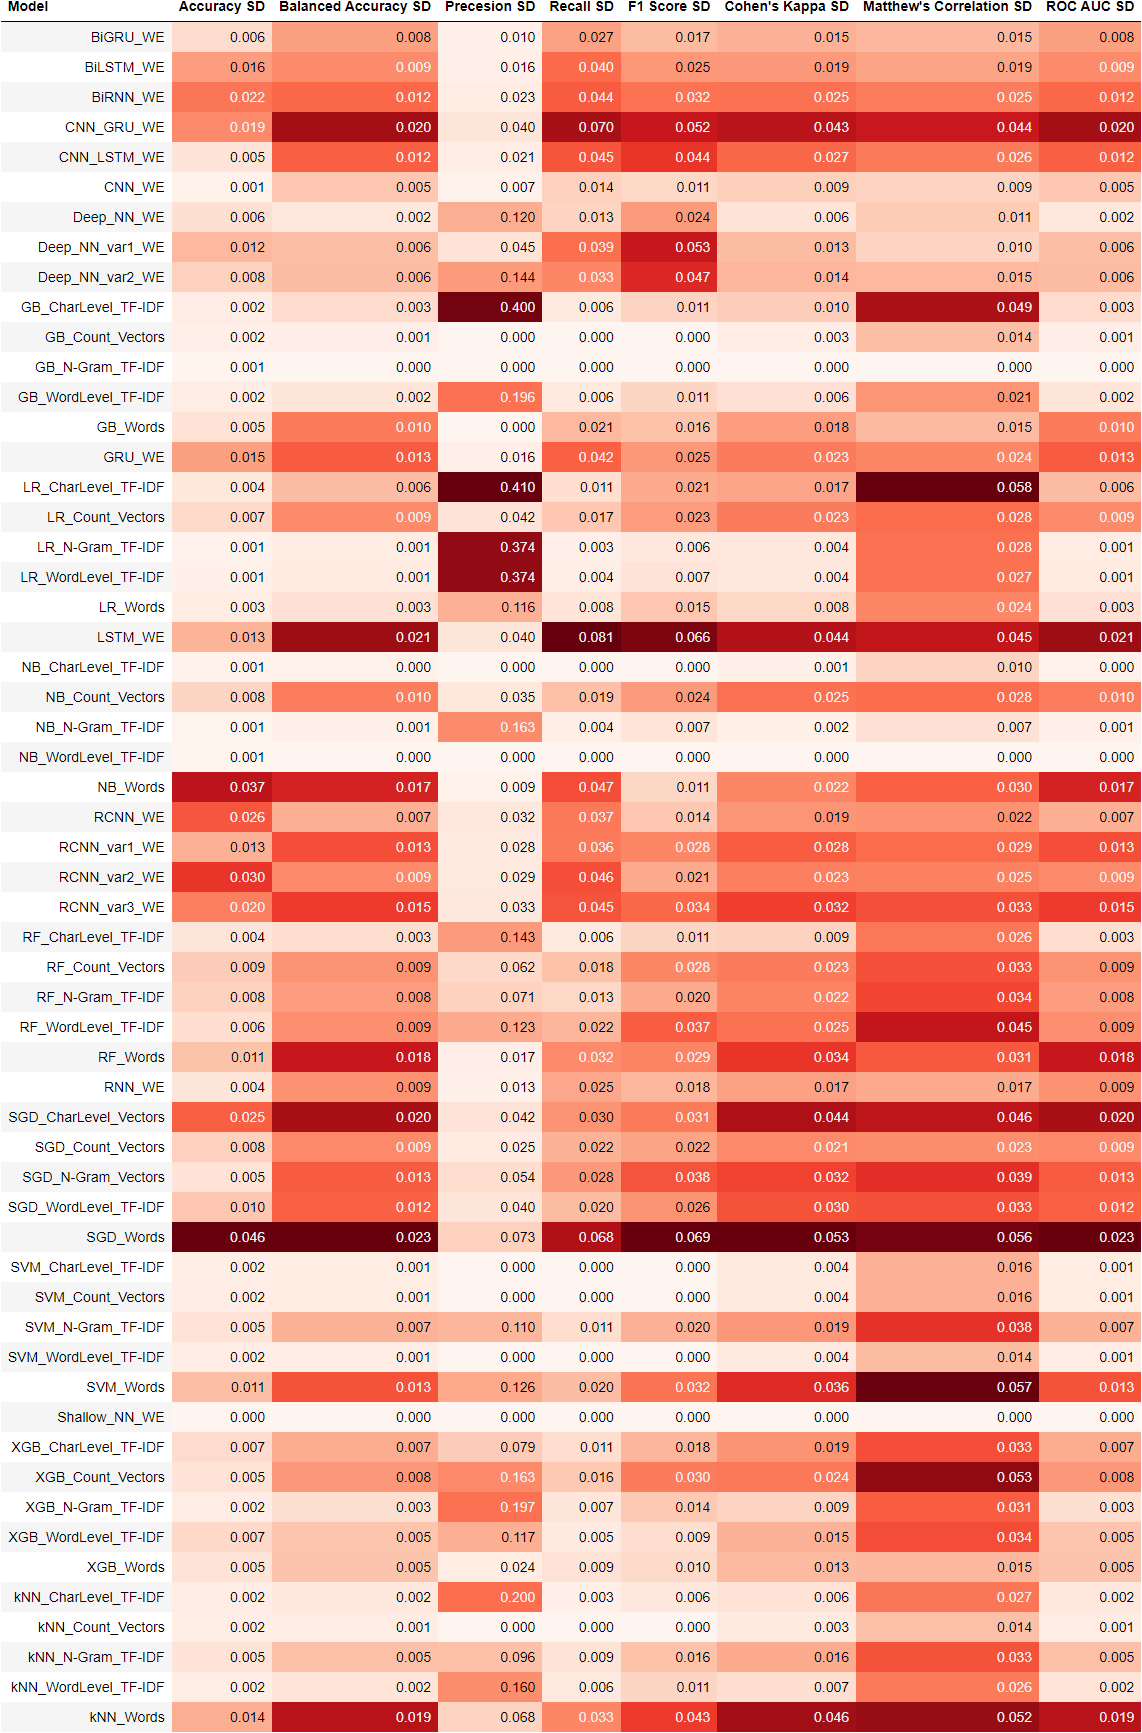 Model Accuracy SD Balanced Accuracy SD Precesion SD Recall SD F1 Score SD Cohen's Kappa SD Matthew's Correlation SD ROC AUC SD
BiGRU_WE 0.006 0.008 0.010 0.027 0.017 0.015 0.015 0.008
BiLSTM_WE 0.016 0.009 0.016 0.040 0.025 0.019 0.019 0.009
BiRNN_WE 0.022 0.012 0.023 0.044 0.032 0.025 0.025 0.012
CNN_GRU_WE 0.019 0.020 0.040 0.070 0.052 0.043 0.044 0.020
CNN_LSTM_WE 0.005 0.012 0.021 0.045 0.044 0.027 0.026 0.012
CNN_WE 0.001 0.005 0.007 0.014 0.011 0.009 0.009 0.005
Deep_NN_WE 0.006 0.002 0.120 0.013 0.024 0.006 0.011 0.002
Deep_NN_var1_WE 0.012 0.006 0.045 0.039 0.053 0.013 0.010 0.006
Deep_NN_var2_WE 0.008 0.006 0.144 0.033 0.047 0.014 0.015 0.006
GB_CharLevel_TF-IDF 0.002 0.003 0.400 0.006 0.011 0.010 0.049 0.003
GB_Count_Vectors 0.002 0.001 0.000 0.000 0.000 0.003 0.014 0.001
GB_N-Gram_TF-IDF 0.001 0.000 0.000 0.000 0.000 0.000 0.000 0.000
GB_WordLevel_TF-IDF 0.002 0.002 0.196 0.006 0.011 0.006 0.021 0.002
GB_Words 0.005 0.010 0.000 0.021 0.016 0.018 0.015 0.010
GRU_WE 0.015 0.013 0.016 0.042 0.025 0.023 0.024 0.013
LR_CharLevel_TF-IDF 0.004 0.006 0.410 0.011 0.021 0.017 0.058 0.006
LR_Count_Vectors 0.007 0.009 0.042 0.017 0.023 0.023 0.028 0.009
LR_N-Gram_TF-IDF 0.001 0.001 0.374 0.003 0.006 0.004 0.028 0.001
LR_WordLevel_TF-IDF 0.001 0.001 0.374 0.004 0.007 0.004 0.027 0.001
LR_Words 0.003 0.003 0.116 0.008 0.015 0.008 0.024 0.003
LSTM_WE 0.013 0.021 0.040 0.081 0.066 0.044 0.045 0.021
NB_CharLevel_TF-IDF 0.001 0.000 0.000 0.000 0.000 0.001 0.010 0.000
NB_Count_Vectors 0.008 0.010 0.035 0.019 0.024 0.025 0.028 0.010
NB_N-Gram_TF-IDF 0.001 0.001 0.163 0.004 0.007 0.002 0.007 0.001
NB_WordLevel_TF-IDF 0.001 0.000 0.000 0.000 0.000 0.000 0.000 0.000
NB_Words 0.037 0.017 0.009 0.047 0.011 0.022 0.030 0.017
RCNN_WE 0.026 0.007 0.032 0.037 0.014 0.019 0.022 0.007
RCNN_var1_WE 0.013 0.013 0.028 0.036 0.028 0.028 0.029 0.013
RCNN_var2_WE 0.030 0.009 0.029 0.046 0.021 0.023 0.025 0.009
RCNN_var3_WE 0.020 0.015 0.033 0.045 0.034 0.032 0.033 0.015
RF_CharLevel_TF-IDF 0.004 0.003 0.143 0.006 0.011 0.009 0.026 0.003
RF_Count_Vectors 0.009 0.009 0.062 0.018 0.028 0.023 0.033 0.009
RF_N-Gram_TF-IDF 0.008 0.008 0.071 0.013 0.020 0.022 0.034 0.008
RF_WordLevel_TF-IDF 0.006 0.009 0.123 0.022 0.037 0.025 0.045 0.009
RF_Words 0.011 0.018 0.017 0.032 0.029 0.034 0.031 0.018
RNN_WE 0.004 0.009 0.013 0.025 0.018 0.017 0.017 0.009
SGD_CharLevel_Vectors 0.025 0.020 0.042 0.030 0.031 0.044 0.046 0.020
SGD_Count_Vectors 0.008 0.009 0.025 0.022 0.022 0.021 0.023 0.009
SGD_N-Gram_Vectors 0.005 0.013 0.054 0.028 0.038 0.032 0.039 0.013
SGD_WordLevel_TF-IDF 0.010 0.012 0.040 0.020 0.026 0.030 0.033 0.012
SGD_Words 0.046 0.023 0.073 0.068 0.069 0.053 0.056 0.023
SVM_CharLevel_TF-IDF 0.002 0.001 0.000 0.000 0.000 0.004 0.016 0.001
SVM_Count_Vectors 0.002 0.001 0.000 0.000 0.000 0.004 0.016 0.001
SVM_N-Gram_TF-IDF 0.005 0.007 0.110 0.011 0.020 0.019 0.038 0.007
SVM_WordLevel_TF-IDF 0.002 0.001 0.000 0.000 0.000 0.004 0.014 0.001
SVM_Words 0.011 0.013 0.126 0.020 0.032 0.036 0.057 0.013
Shallow_NN_WE 0.000 0.000 0.000 0.000 0.000 0.000 0.000 0.000
XGB_CharLevel_TF-IDF 0.007 0.007 0.079 0.011 0.018 0.019 0.033 0.007
XGB_Count_Vectors 0.005 0.008 0.163 0.016 0.030 0.024 0.053 0.008
XGB_N-Gram_TF-IDF 0.002 0.003 0.197 0.007 0.014 0.009 0.031 0.003
XGB_WordLevel_TF-IDF 0.007 0.005 0.117 0.005 0.009 0.015 0.034 0.005
XGB_Words 0.005 0.005 0.024 0.009 0.010 0.013 0.015 0.005
kNN_CharLevel_TF-IDF 0.002 0.002 0.200 0.003 0.006 0.006 0.027 0.002
kNN_Count_Vectors 0.002 0.001 0.000 0.000 0.000 0.003 0.014 0.001
kNN_N-Gram_TF-IDF 0.005 0.005 0.096 0.009 0.016 0.016 0.033 0.005
kNN_WordLevel_TF-IDF 0.002 0.002 0.160 0.006 0.011 0.007 0.026 0.002
kNN_Words 0.014 0.019 0.068 0.033 0.043 0.046 0.052 0.019